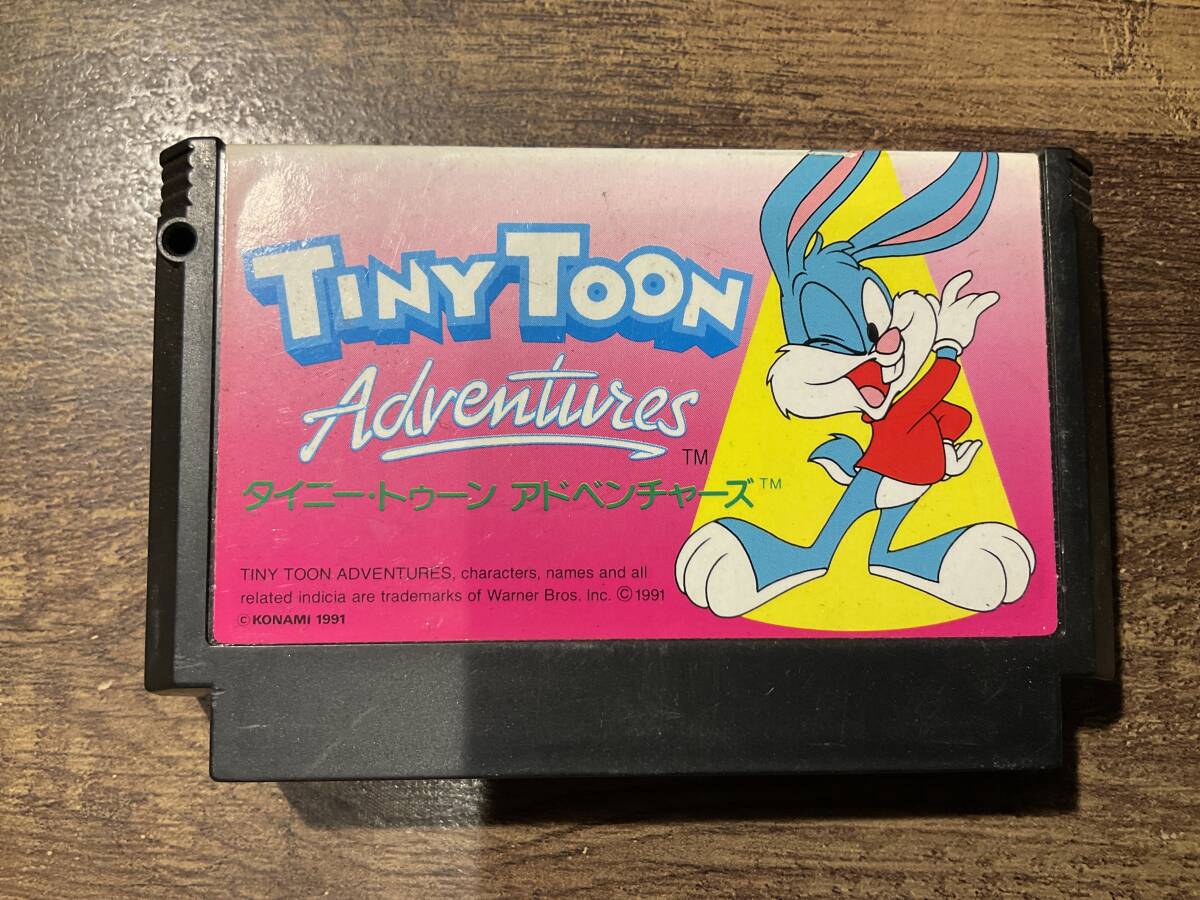 TINY TOON
Adventures
TM
タイニー・トゥーン アドベンチャーズ TM
TINY TOON ADVENTURES, characters, names and all
related indicia are trademarks of Warner Bros. Inc. ©1991
© KONAMI 1991